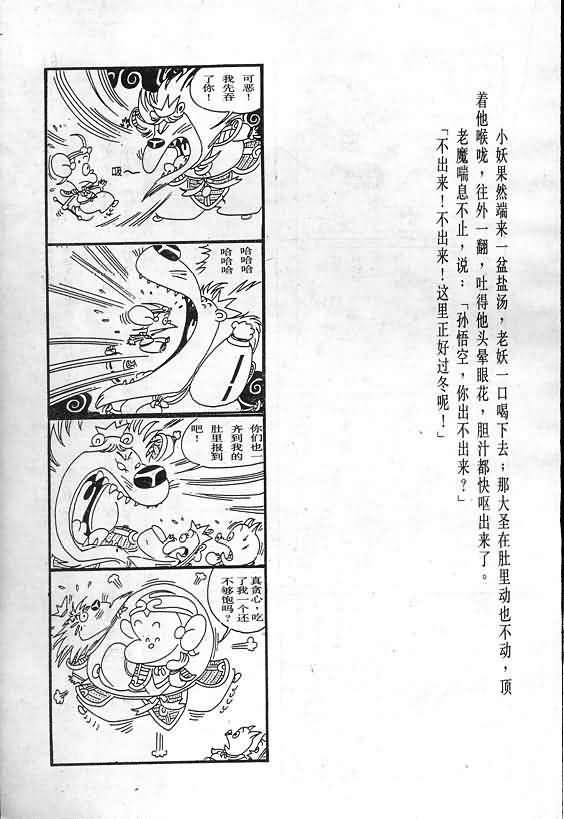 小妖果然端来一盆盐汤，老妖一口喝下去；那大圣在肚里动也不动，顶
着他喉咙，往外一翻，吐得他头晕眼花，胆汁都快呕出来了。
老魔喘息不止，说：「孙悟空，你出不出来？」
「不出来！不出来！这里正好过冬呢！」
可恶！
我先吞
了你！
吸～
哈哈哈
哈哈哈
你们也一
齐到我的
肚里报到
吧！
真贪心，吃
了我一个还
不够饱吗？